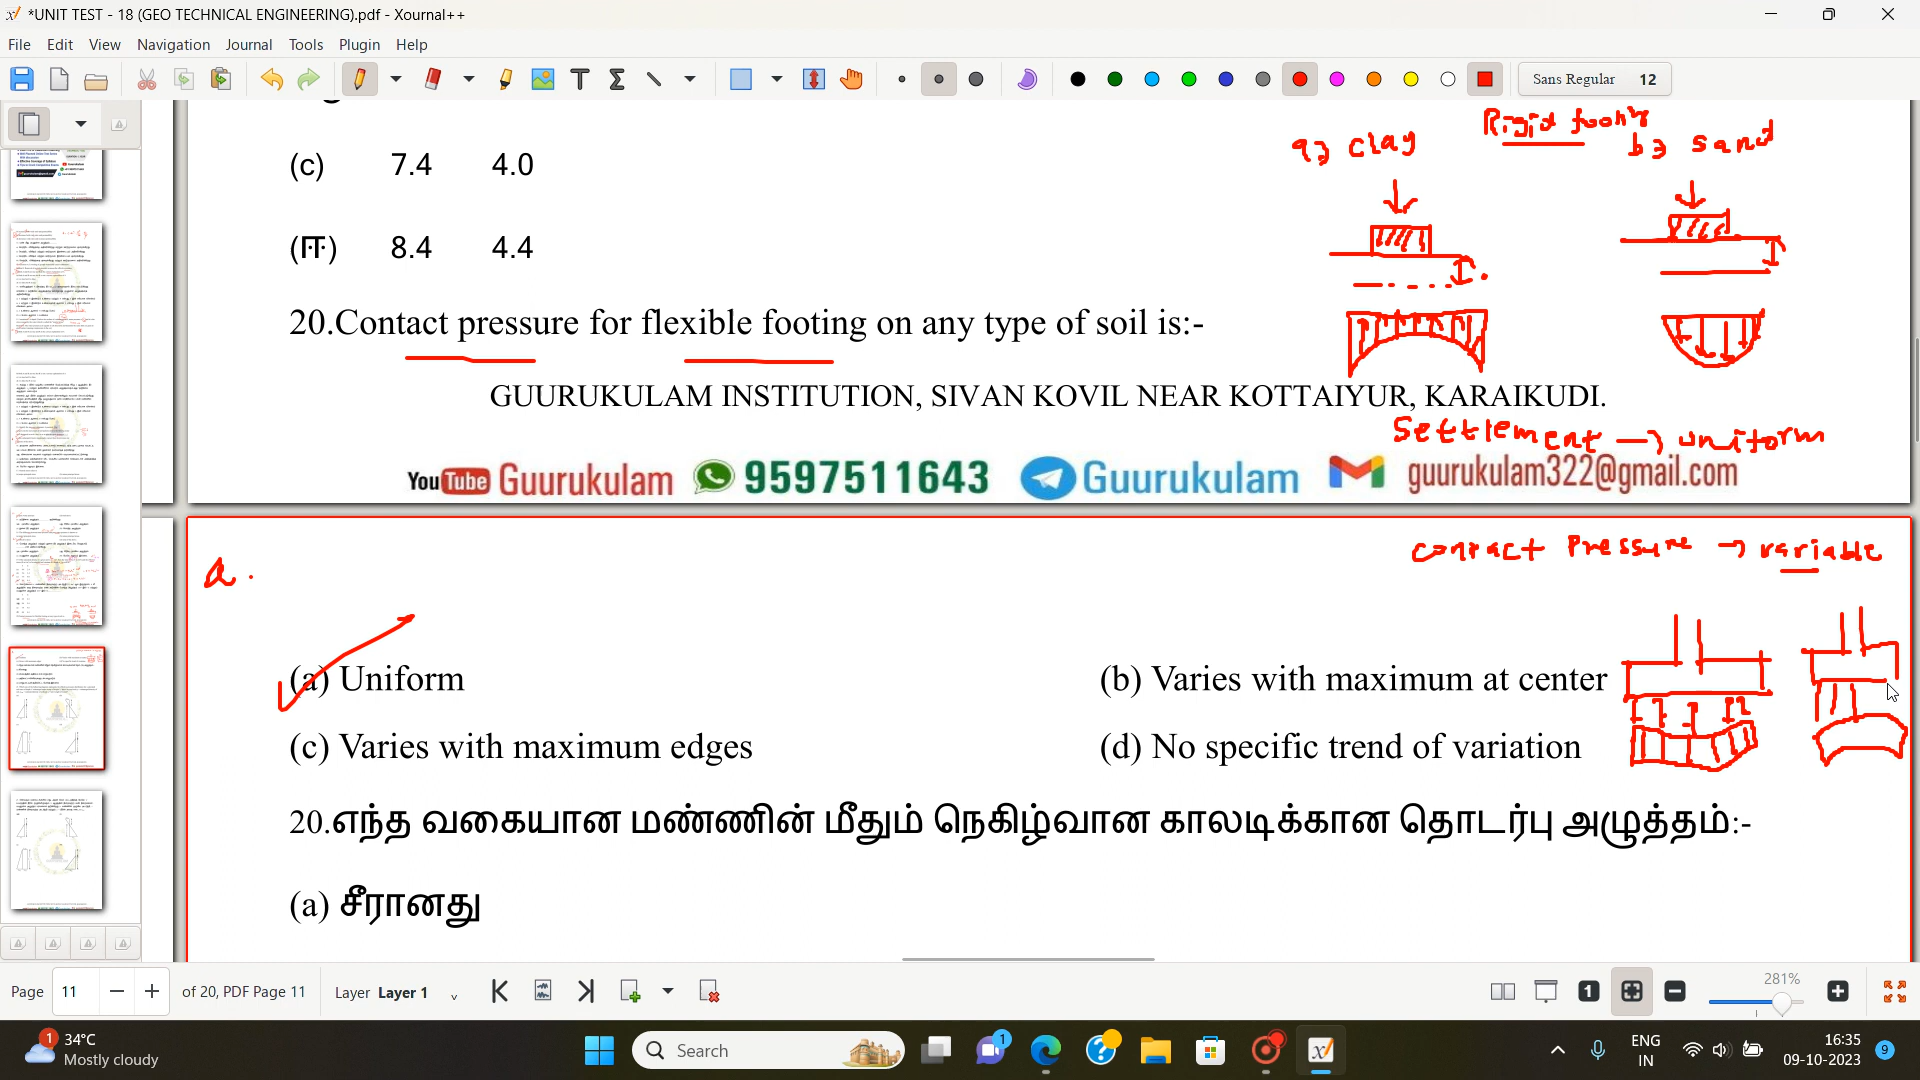 *UNIT TEST - 18 (GEO TECHNICAL ENGINEERING).pdf - Xournal++
File Edit View Navigation Journal Tools Plugin Help
Sans Regular 12
Rigid footing
a) clay b) sand
(c) 7.4 4.0
(ஈ) 8.4 4.4
20.Contact pressure for flexible footing on any type of soil is:-
GUURUKULAM INSTITUTION, SIVAN KOVIL NEAR KOTTAIYUR, KARAIKUDI.
Settlement → uniform
YouTube Guurukulam 9597511643 Guurukulam guurukulam322@gmail.com
contact Pressure → variable
a.
(a) Uniform (b) Varies with maximum at center
(c) Varies with maximum edges (d) No specific trend of variation
20.எந்த வகையான மண்ணின் மீதும் நெகிழ்வான காலடிக்கான தொடர்பு அழுத்தம்:-
(a) சீரானது
Page 11 of 20, PDF Page 11 Layer Layer 1 281%
1 34°C
Mostly cloudy
Search
1
ENG
IN
16:35
09-10-2023
9